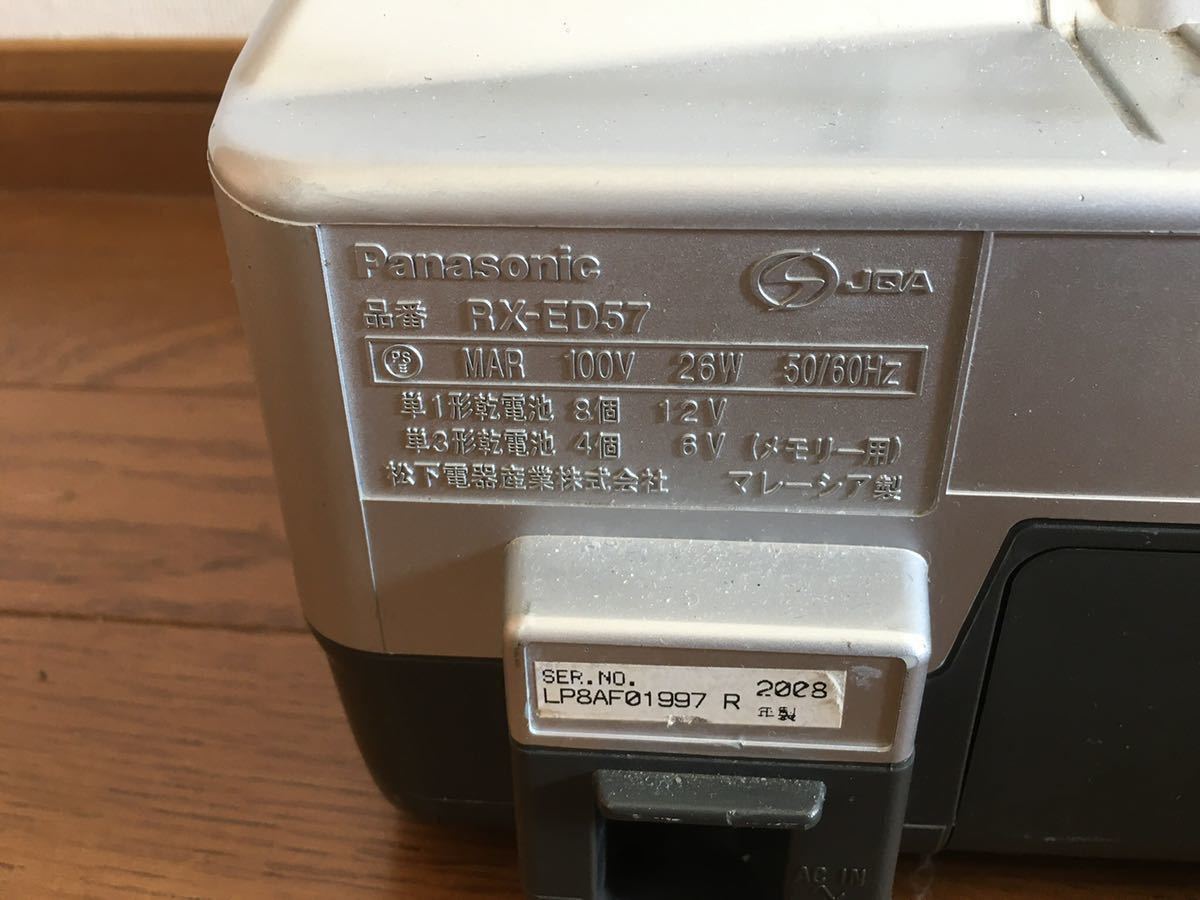 Panasonic
JQA
品番 RX-ED57
PS E MAR 100V 26W 50/60Hz
単1形乾電池 8個 12V
単3形乾電池 4個 6V (メモリー用)
松下電器産業株式会社 マレーシア製
SER.NO.
LP8AF01997 R 2008
年製
AC IN